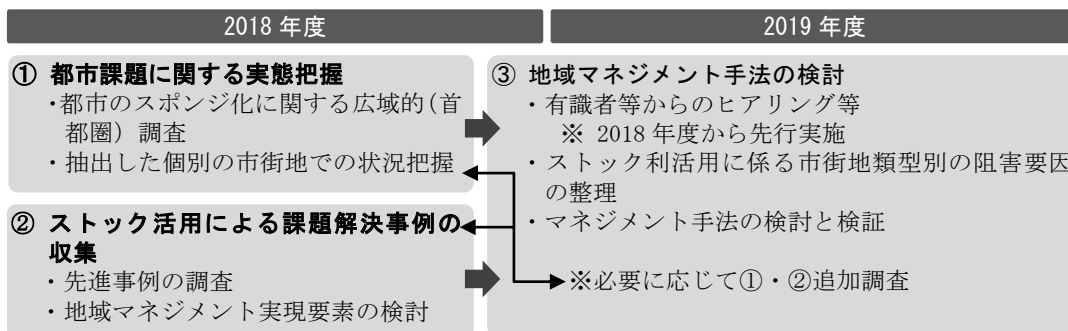 2018 年度
2019 年度
① 都市課題に関する実態把握
・都市のスポンジ化に関する広域的(首
都圏) 調査
・抽出した個別の市街地での状況把握
② ストック活用による課題解決事例の
収集
・先進事例の調査
・地域マネジメント実現要素の検討
③ 地域マネジメント手法の検討
・有識者等からのヒアリング等
※ 2018 年度から先行実施
・ストック利活用に係る市街地類型別の阻害要因
の整理
・マネジメント手法の検討と検証
※必要に応じて①・②追加調査